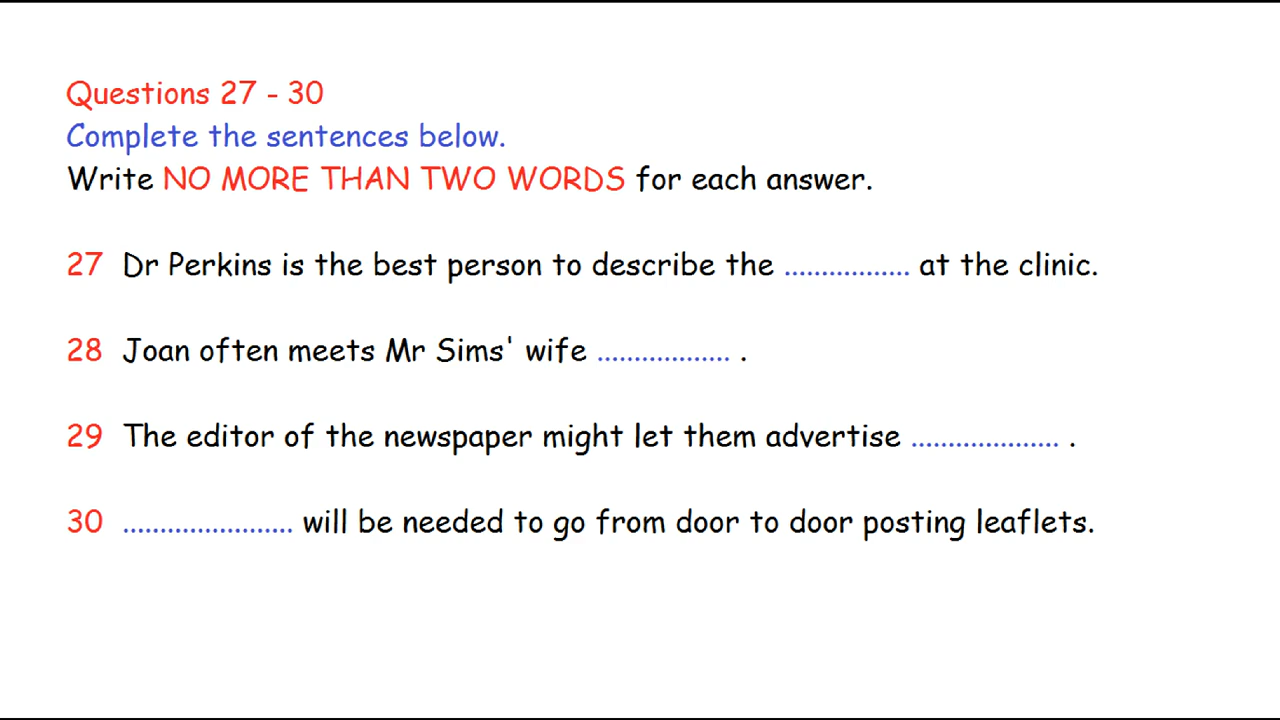 Questions 27 - 30
Complete the sentences below.
Write NO MORE THAN TWO WORDS for each answer.
27 Dr Perkins is the best person to describe the ................. at the clinic.
28 Joan often meets Mr Sims' wife .................. .
29 The editor of the newspaper might let them advertise .................... .
30 ....................... will be needed to go from door to door posting leaflets.